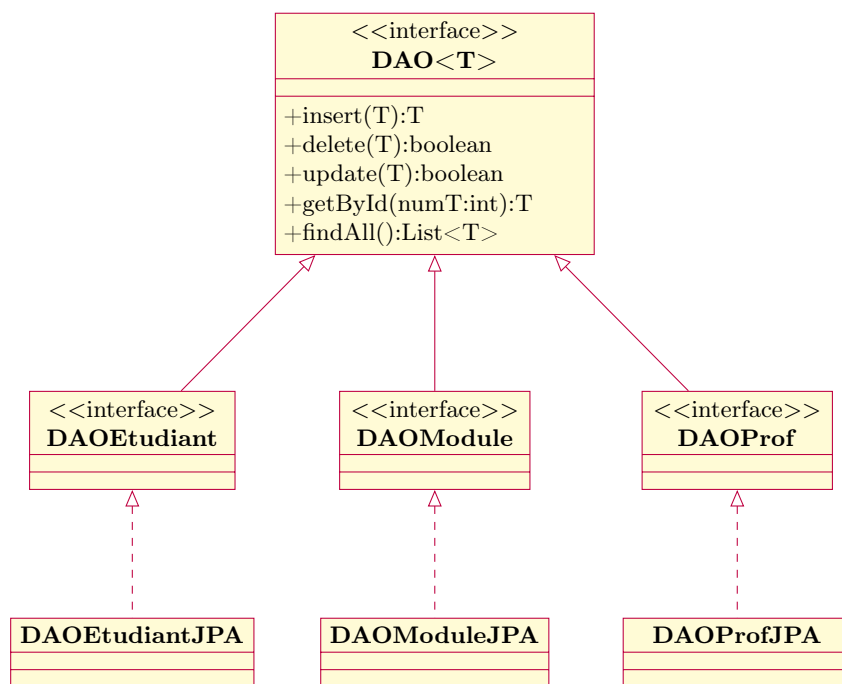 <<interface>>
DAO<T>
+insert(T):T
+delete(T):boolean
+update(T):boolean
+getById(numT:int):T
+findAll():List<T>
<<interface>>
DAOEtudiant
<<interface>>
DAOModule
<<interface>>
DAOProf
DAOEtudiantJPA
DAOModuleJPA
DAOProfJPA